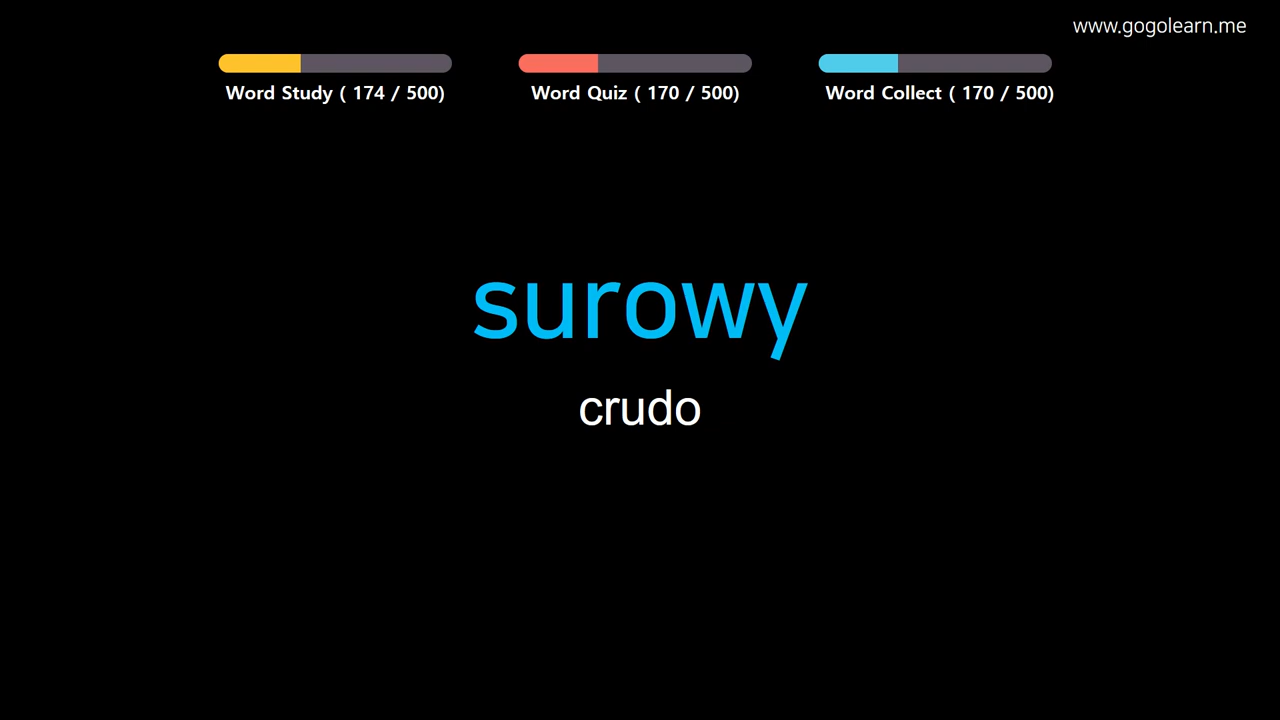 www.gogolearn.me
Word Study ( 174 / 500)
Word Quiz ( 170 / 500)
Word Collect ( 170 / 500)
surowy
crudo